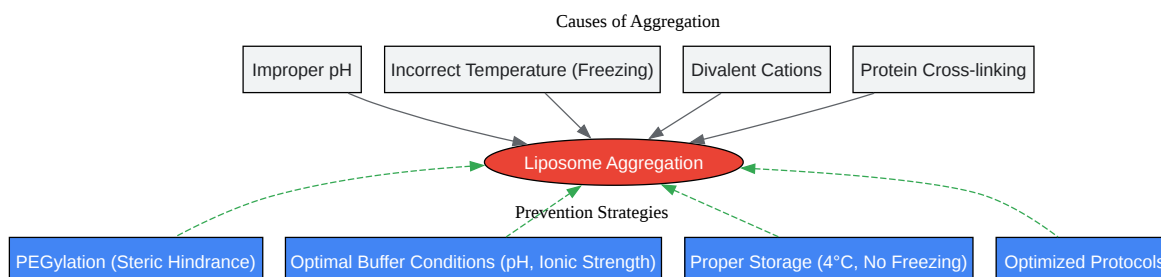 Causes of Aggregation
Improper pH
Incorrect Temperature (Freezing)
Divalent Cations
Protein Cross-linking
Liposome Aggregation
Prevention Strategies
PEGylation (Steric Hindrance)
Optimal Buffer Conditions (pH, Ionic Strength)
Proper Storage (4°C, No Freezing)
Optimized Protocols